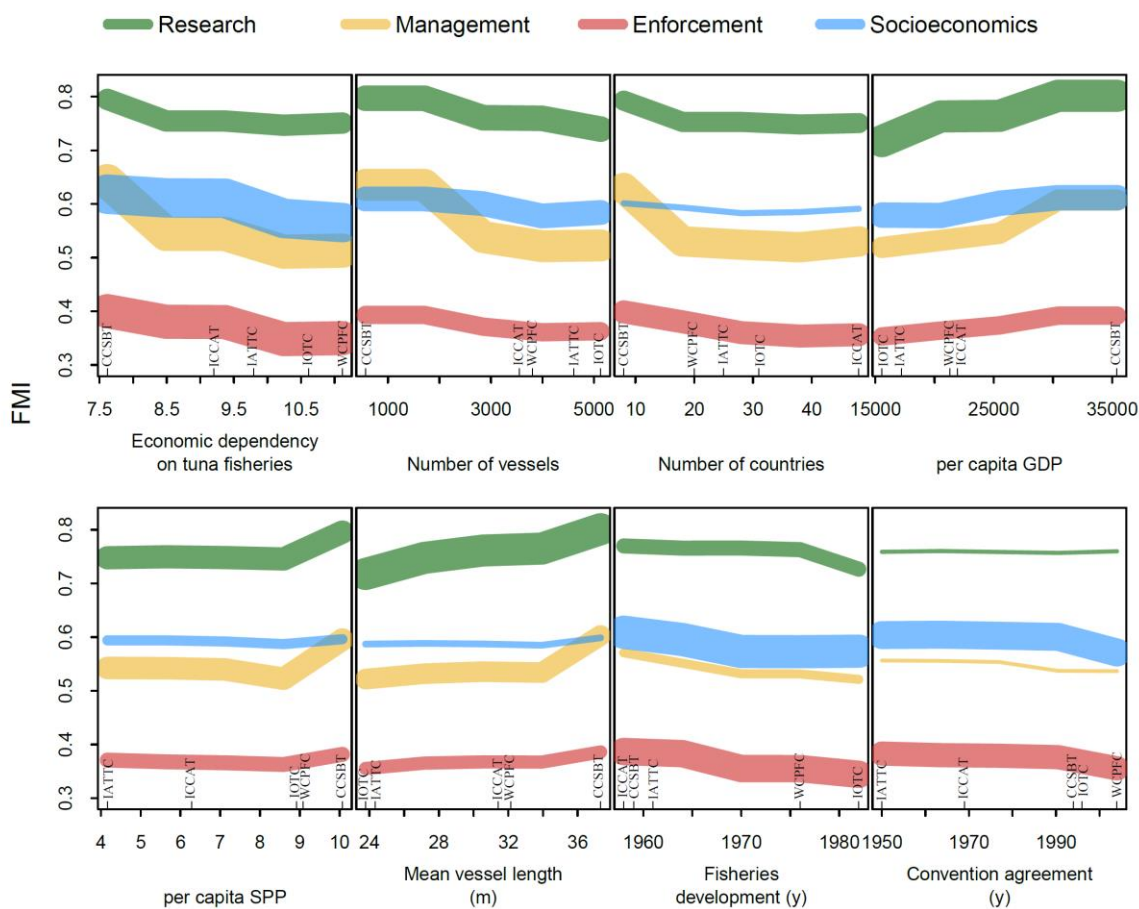 Research Management Enforcement Socioeconomics
FMI
0.8
0.7
0.6
0.5
0.4
0.3
CCSBT ICCAT IATTC IOTC WCPFC
7.5 8.5 9.5 10.5
Economic dependency
on tuna fisheries
CCSBT ICCAT WCPFC IATTC IOTC
1000 3000 5000
Number of vessels
CCSBT WCPFC IATTC IOTC ICCAT
10 20 30 40
Number of countries
IOTC IATTC WCPFC ICCAT CCSBT
15000 25000 35000
per capita GDP
0.8
0.7
0.6
0.5
0.4
0.3
IATTC ICCAT IOTC WCPFC CCSBT
4 5 6 7 8 9 10
per capita SPP
IOTC IATTC ICCAT WCPFC CCSBT
24 28 32 36
Mean vessel length
(m)
ICCAT CCSBT IATTC WCPFC IOTC
1960 1970 1980
Fisheries
development (y)
IATTC ICCAT CCSBT IOTC WCPFC
1950 1970 1990
Convention agreement
(y)